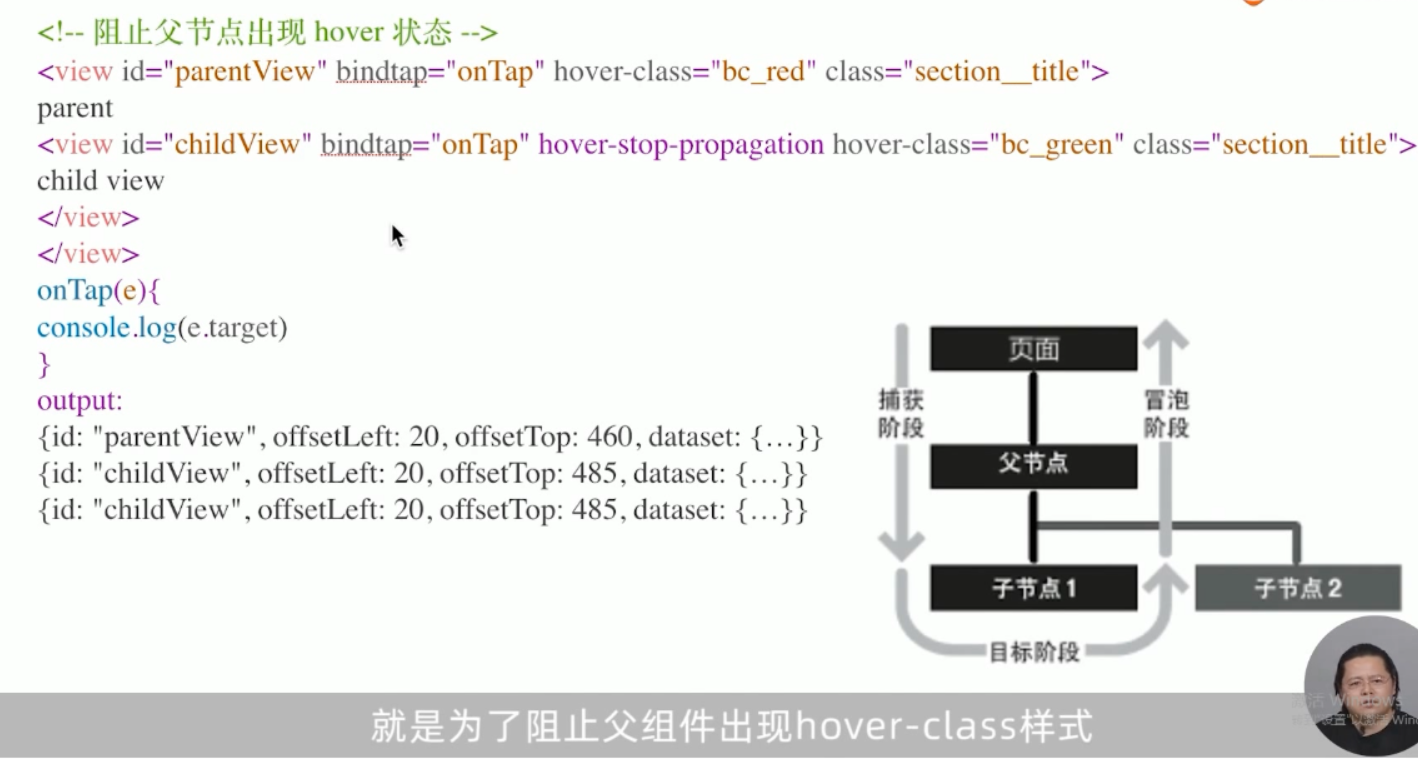 <!-- 阻止父节点出现 hover 状态 -->
<view id="parentView" bindtap="onTap" hover-class="bc_red" class="section__title">
parent
<view id="childView" bindtap="onTap" hover-stop-propagation hover-class="bc_green" class="section__title">
child view
</view>
</view>
onTap(e){
console.log(e.target)
}
output:
{id: "parentView", offsetLeft: 20, offsetTop: 460, dataset: {…}}
{id: "childView", offsetLeft: 20, offsetTop: 485, dataset: {…}}
{id: "childView", offsetLeft: 20, offsetTop: 485, dataset: {…}}
页面
捕获
阶段
冒泡
阶段
父节点
子节点1
子节点2
目标阶段
就是为了阻止父组件出现hover-class样式